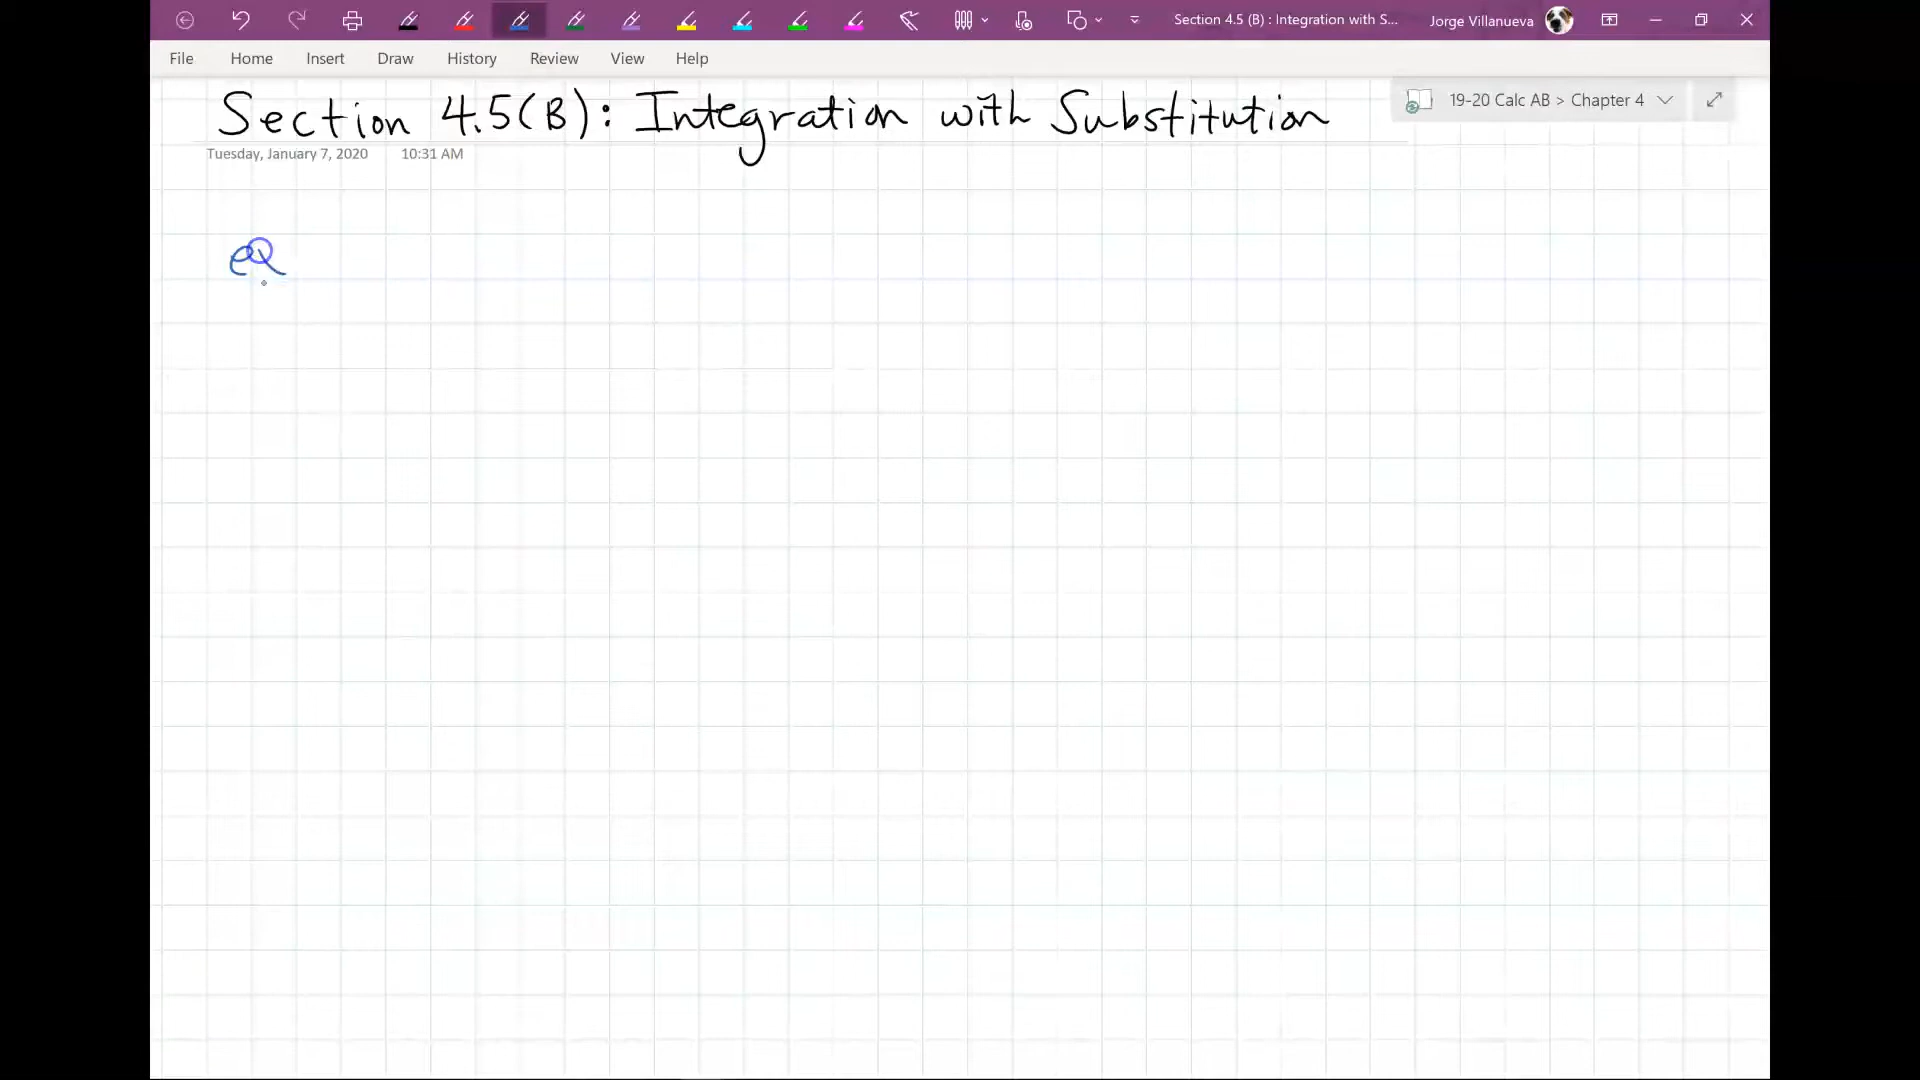 Section 4.5 (B) : Integration with S...
Jorge Villanueva
File Home Insert Draw History Review View Help
Section 4.5(B): Integration with Substitution
19-20 Calc AB > Chapter 4
Tuesday, January 7, 2020 10:31 AM